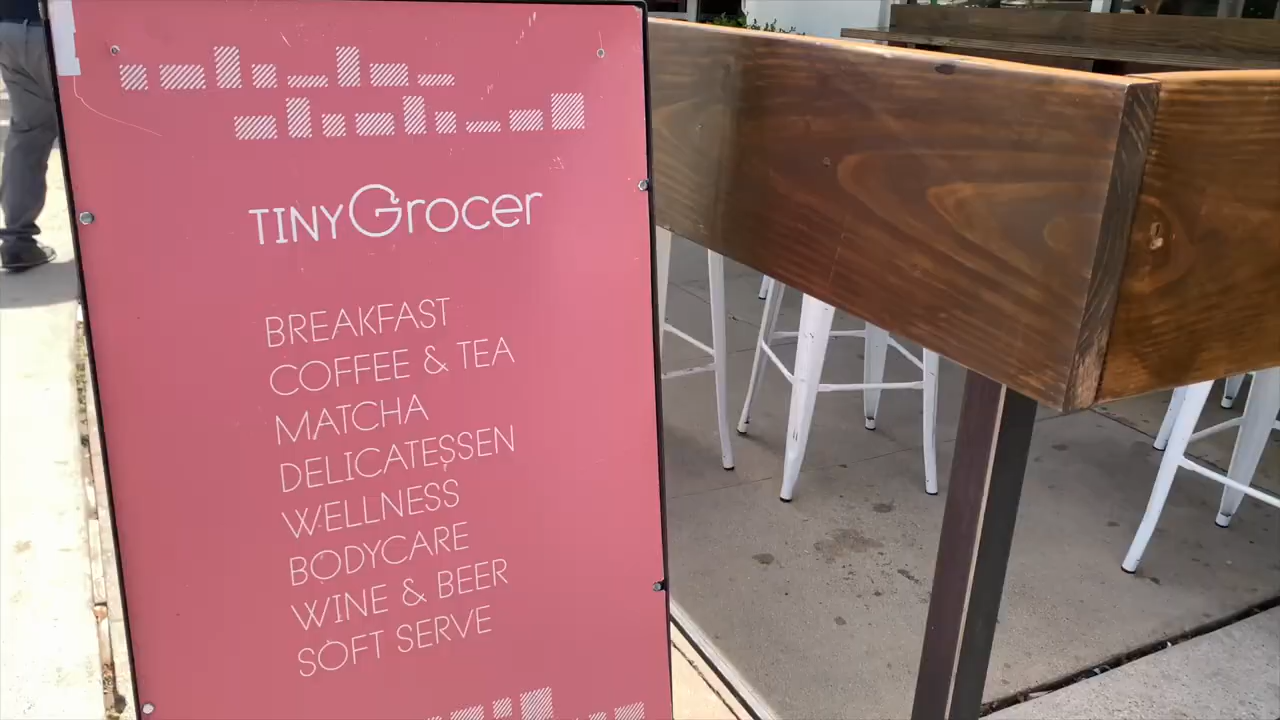 TINY Grocer
BREAKFAST
COFFEE & TEA
MATCHA
DELICATESSEN
WELLNESS
BODYCARE
WINE & BEER
SOFT SERVE